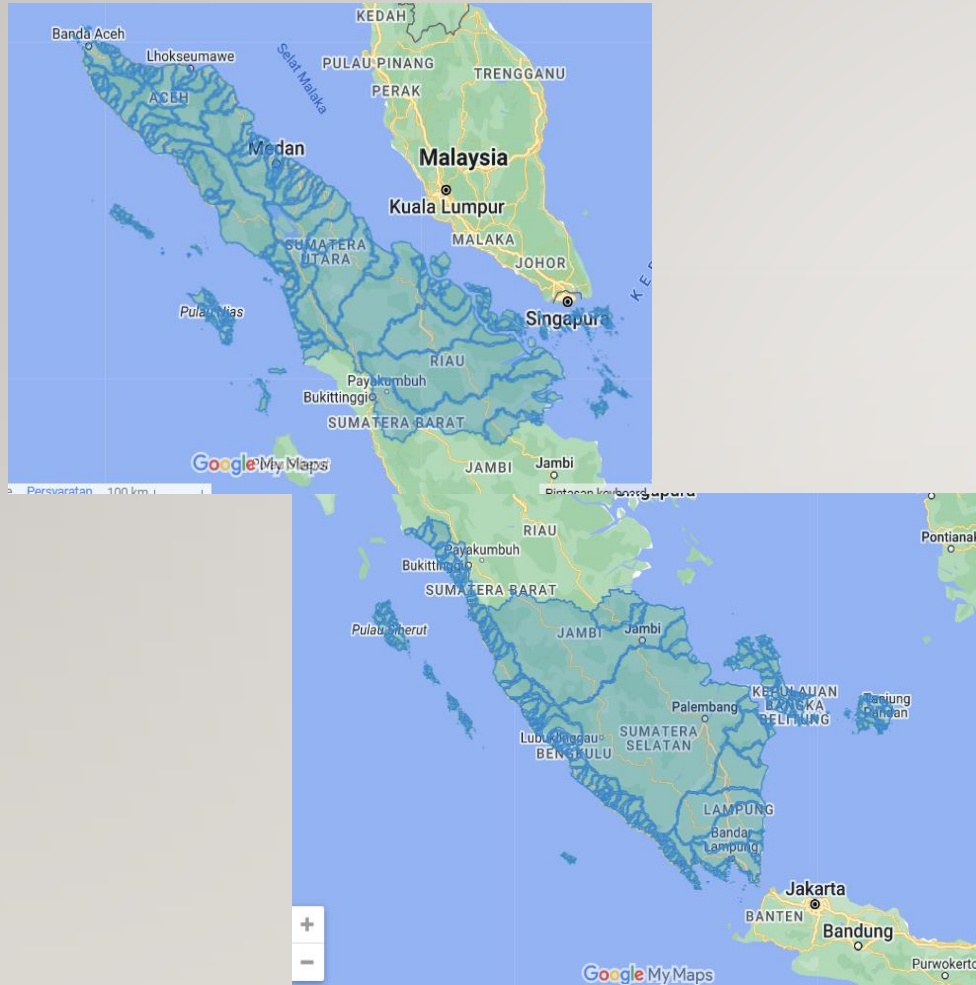 KEDAH
Banda Aceh
Lhokseumawe
Selat Malaka
PULAU PINANG
TRENGGANU
ACEH
PERAK
Medan
Malaysia
Kuala Lumpur
MALAKA
SUMATERA
UTARA
JOHOR
Pulau Nias
Singapura
RIAU
Payakumbuh
Bukittinggi
SUMATERA BARAT
Google My Maps
JAMBI
Jambi
Persyaratan
100 km
Pintasan keyboard
Singapura
RIAU
Pontianak
Payakumbuh
Bukittinggi
SUMATERA BARAT
Pulau Siberut
JAMBI
Jambi
KEPULAUAN
BANGKA
BELITUNG
Tanjung
Pandan
Palembang
Lubuklinggau
SUMATERA
SELATAN
BENGKULU
LAMPUNG
Bandar
Lampung
Jakarta
BANTEN
Bandung
Purwokerto
Google My Maps